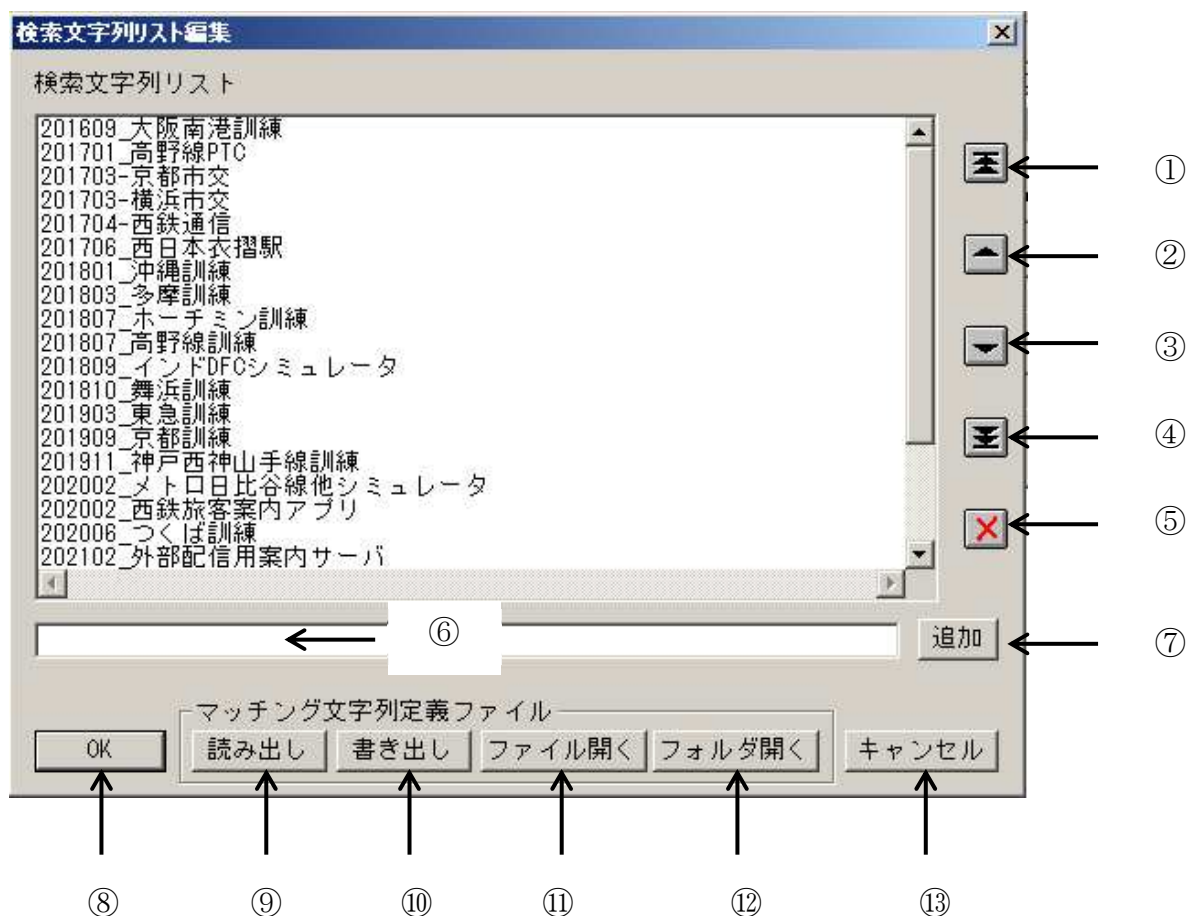 検索文字列リスト編集
検索文字列リスト
201609_大阪南港訓練
201701_高野線PTC
201703-京都市交
201703-横浜市交
201704-西鉄通信
201706_西日本衣摺駅
201801_沖縄訓練
201803_多摩訓練
201807_ホーチミン訓練
201807_高野線訓練
201809_インドDFCシミュレータ
201810_舞浜訓練
201903_東急訓練
201909_京都訓練
201911_神戸西神山手線訓練
202002_メトロ日比谷線他シミュレータ
202002_西鉄旅客案内アプリ
202006_つくば訓練
202102_外部配信用案内サーバ
①
②
③
④
⑤
⑥
追加
⑦
マッチング文字列定義ファイル
OK 読み出し 書き出し ファイル開く フォルダ開く キャンセル
⑧ ⑨ ⑩ ⑪ ⑫ ⑬